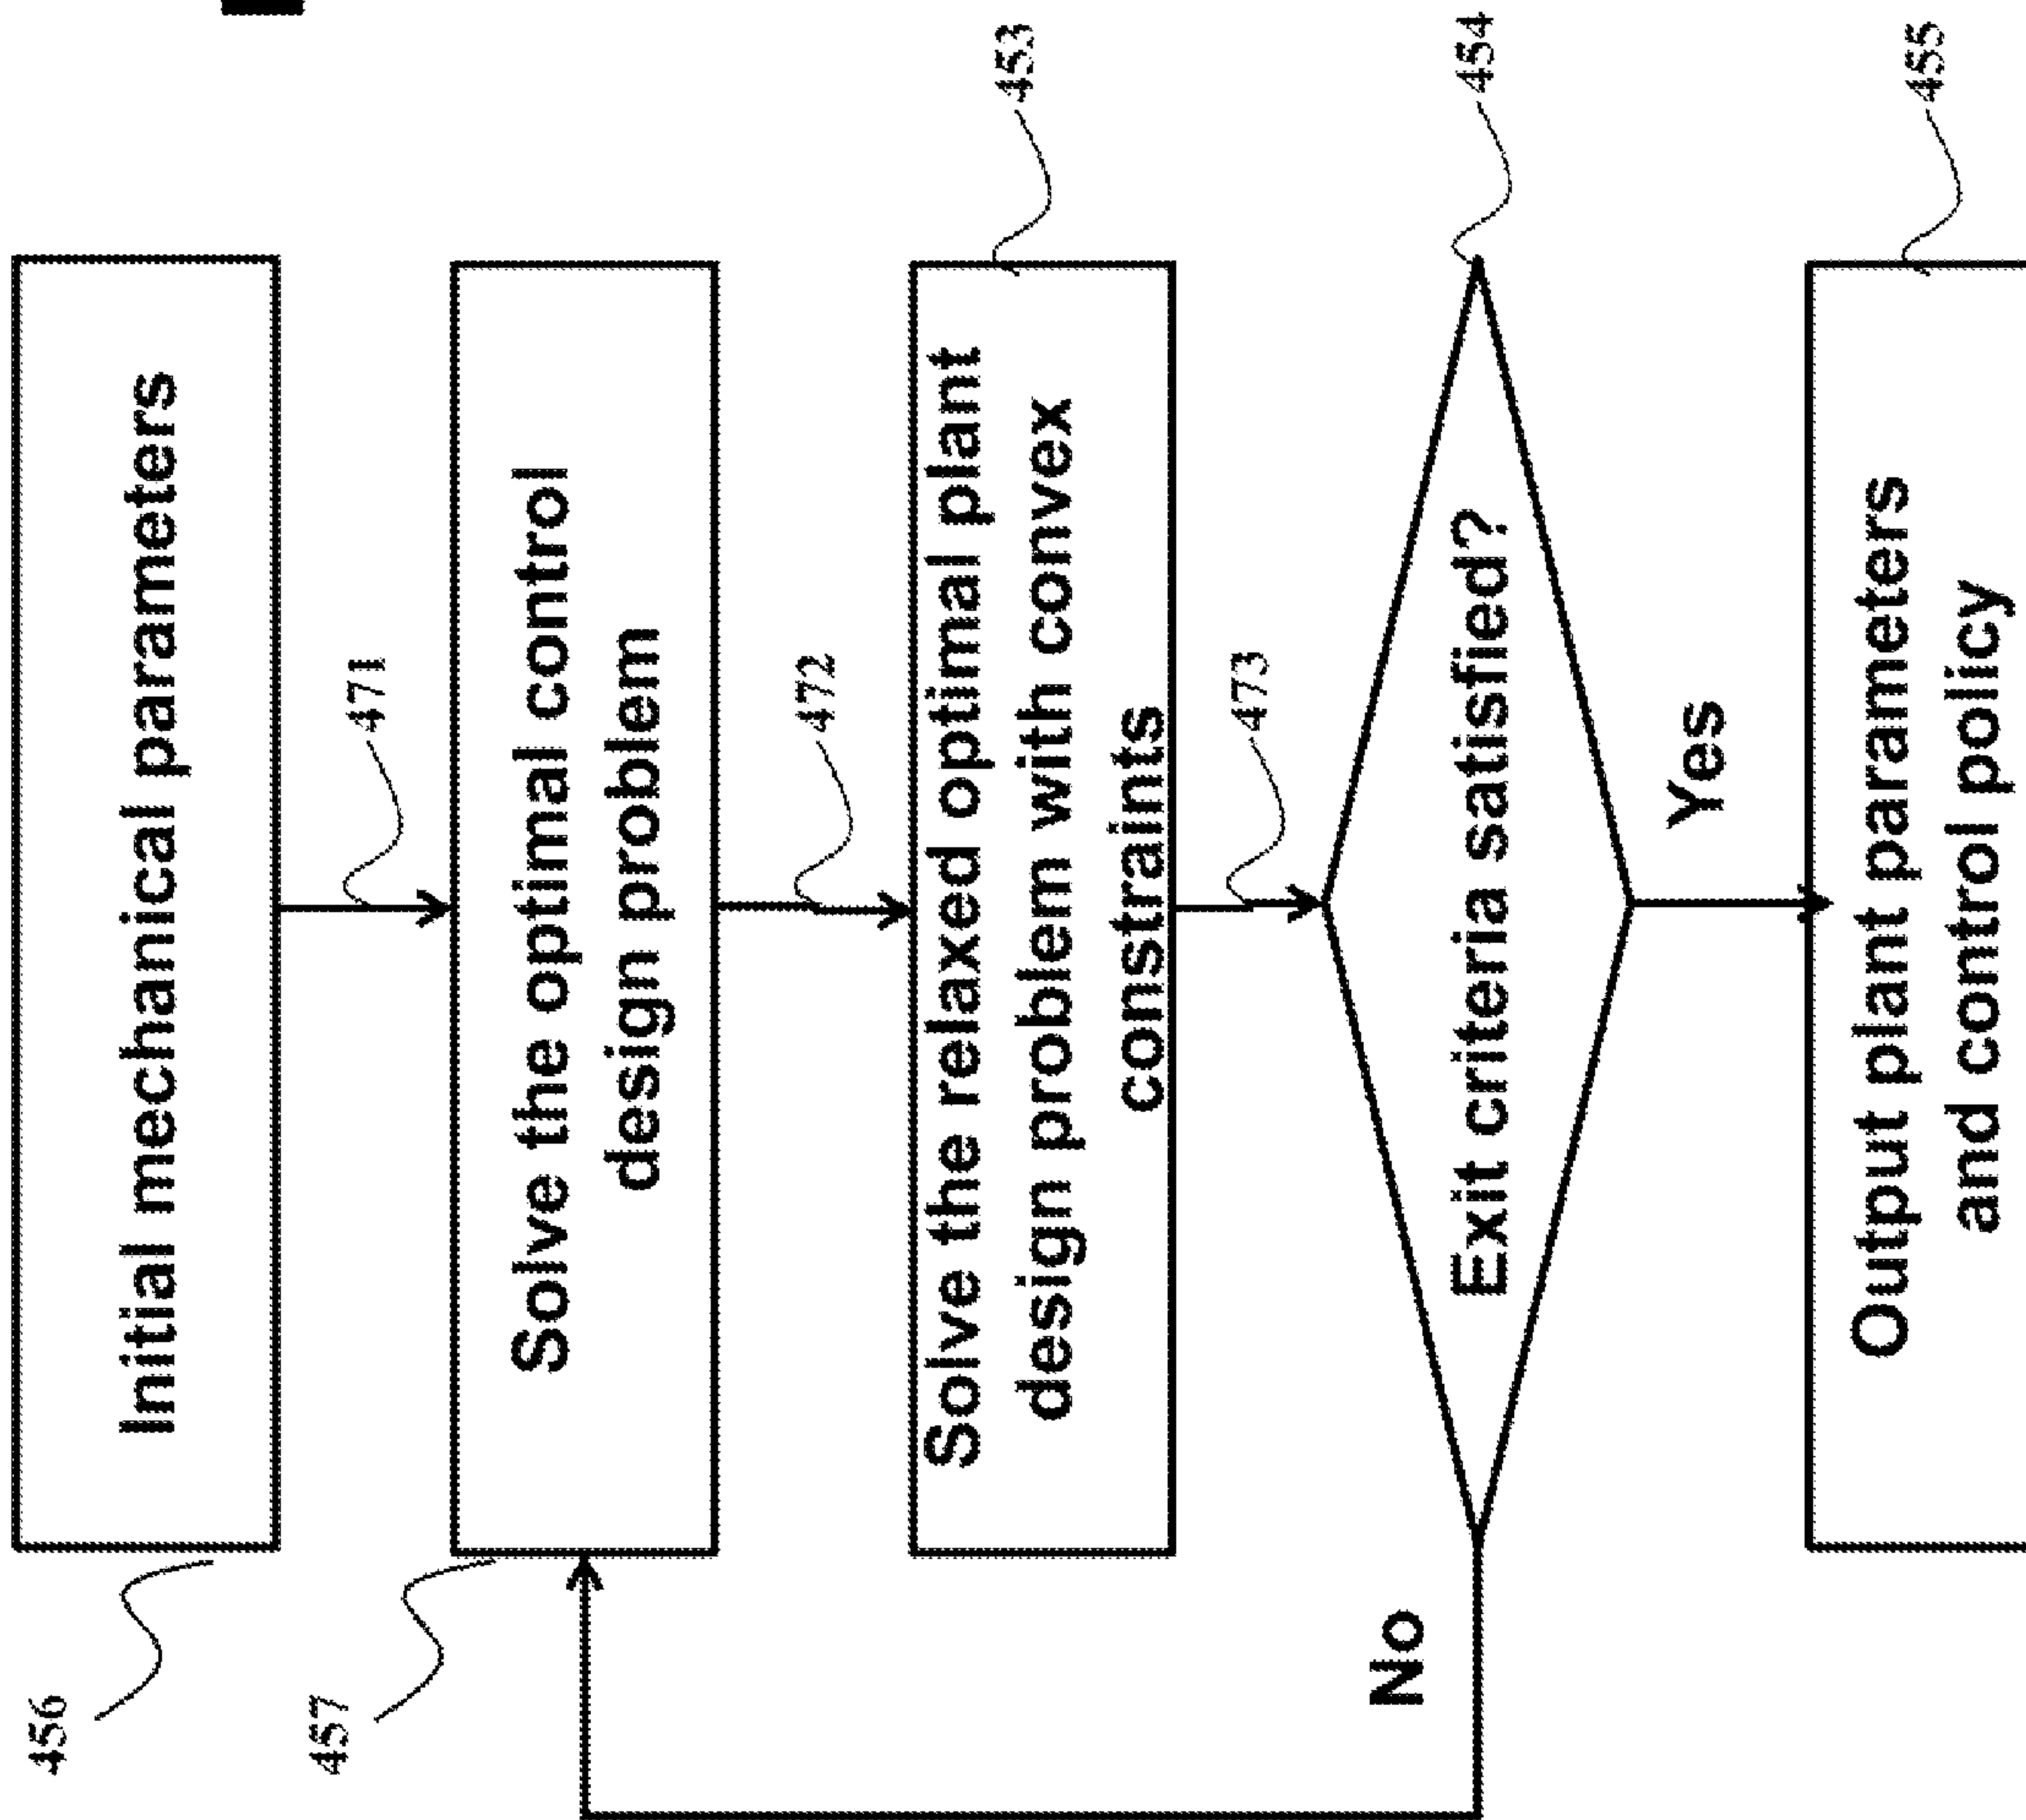 456
Initial mechanical parameters
471
457
Solve the optimal control
design problem
472
453
Solve the relaxed optimal plant
design problem with convex
constraints
473
454
Exit criteria satisfied?
No
Yes
455
Output plant parameters
and control policy